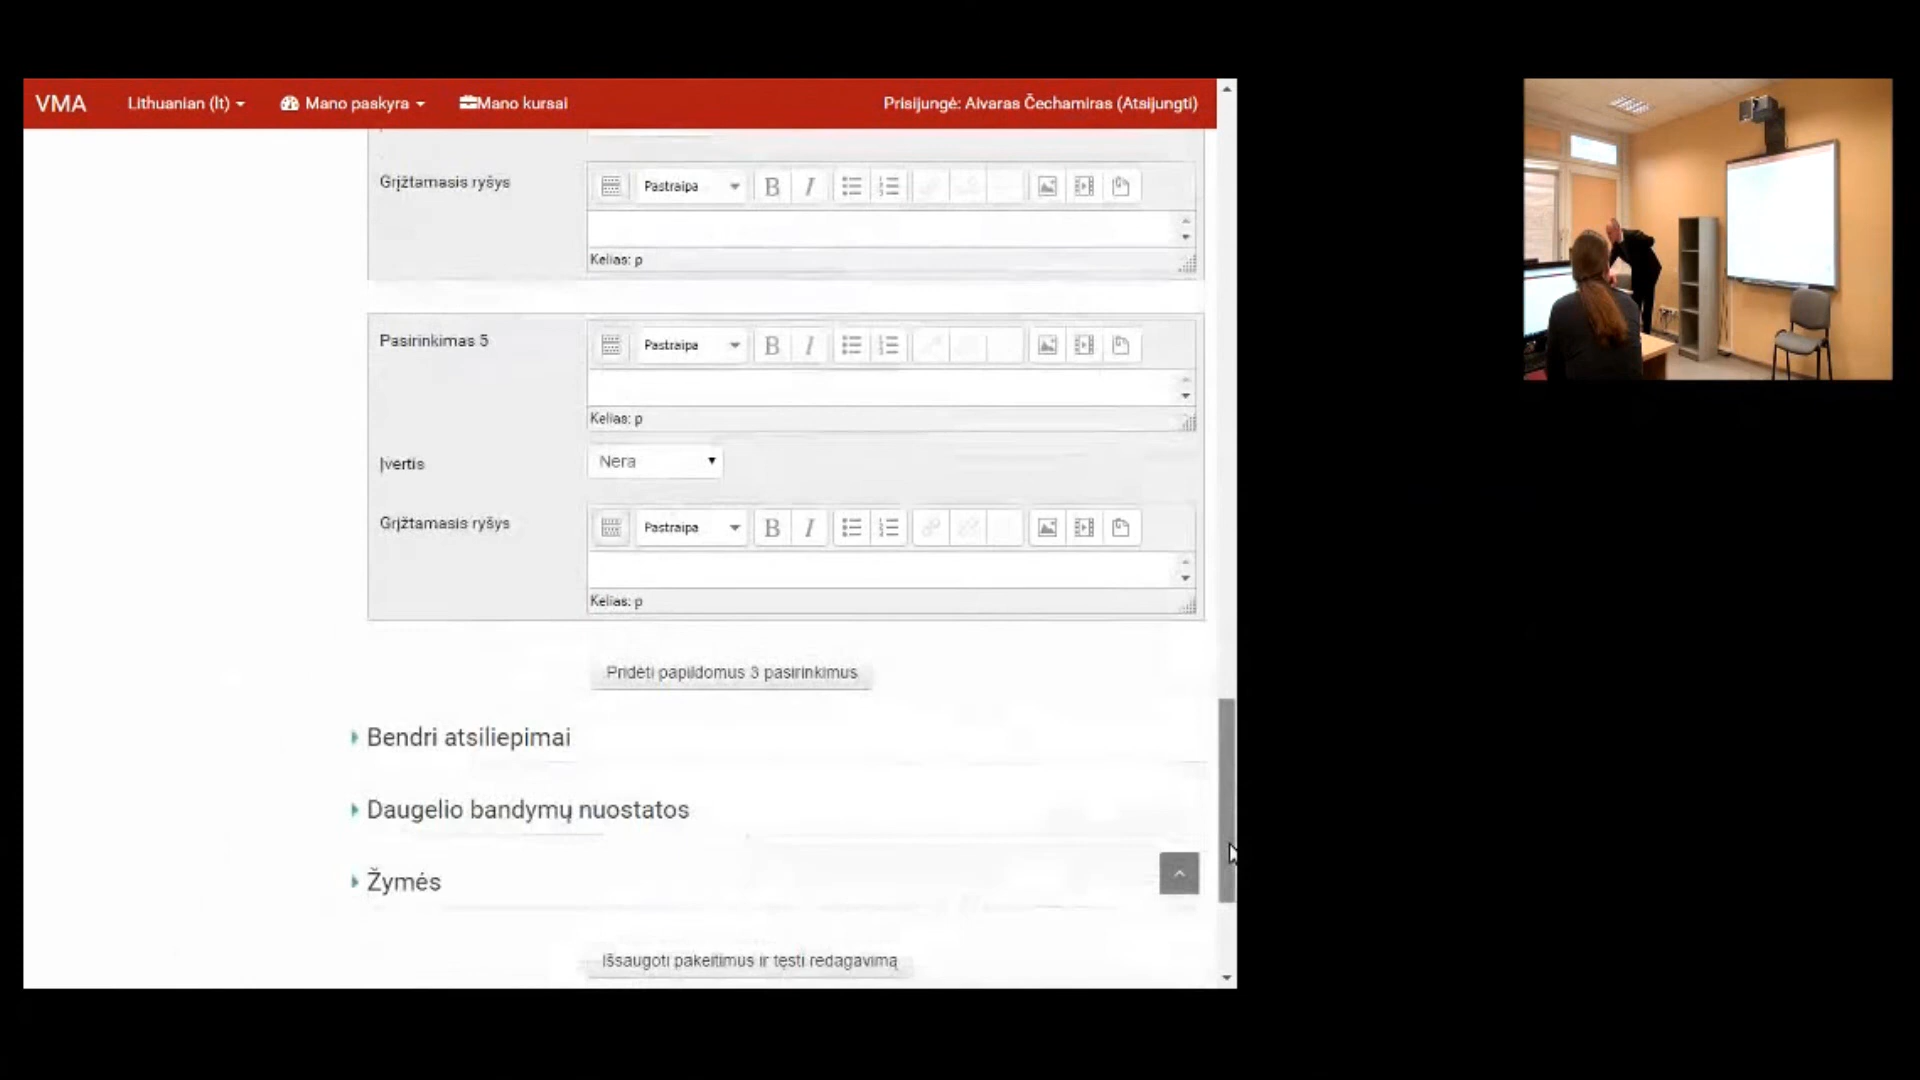 VMA Lithuanian (lt) Mano paskyra Mano kursai Prisijungė: Aivaras Čechamiras (Atsijungti)
Grįžtamasis ryšys Pastraipa B I
Kelias: p
Pasirinkimas 5 Pastraipa B I
Kelias: p
Įvertis Nėra
Grįžtamasis ryšys Pastraipa B I
Kelias: p
Pridėti papildomus 3 pasirinkimus
Bendri atsiliepimai
Daugelio bandymų nuostatos
Žymės
Išsaugoti pakeitimus ir tęsti redagavimą